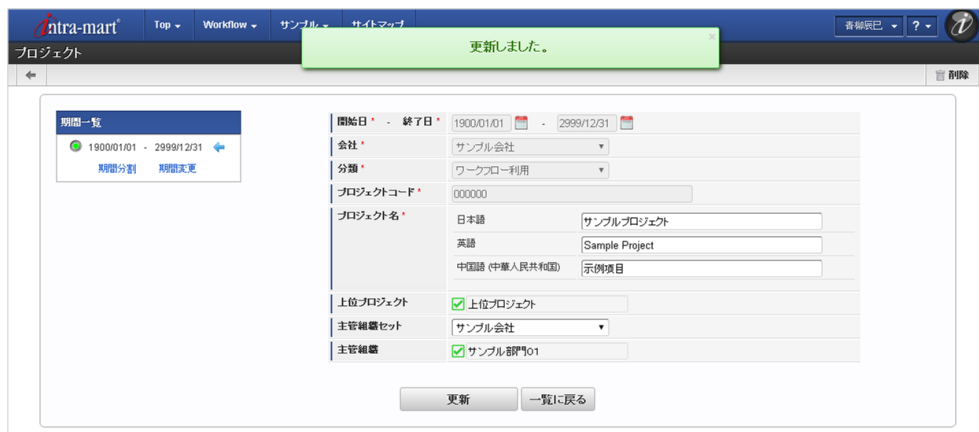 intra-mart Top Workflow サンプル サイトマップ 青柳辰巳 ?
更新しました。 ×
プロジェクト
削除
期間一覧
1900/01/01 - 2999/12/31
期間分割 期間変更
開始日* - 終了日* 1900/01/01 - 2999/12/31
会社* サンプル会社
分類* ワークフロー利用
プロジェクトコード* 000000
プロジェクト名* 日本語 サンプルプロジェクト
英語 Sample Project
中国語 (中華人民共和国) 示例项目
上位プロジェクト 上位プロジェクト
主管組織セット サンプル会社
主管組織 サンプル部門01
更新 一覧に戻る